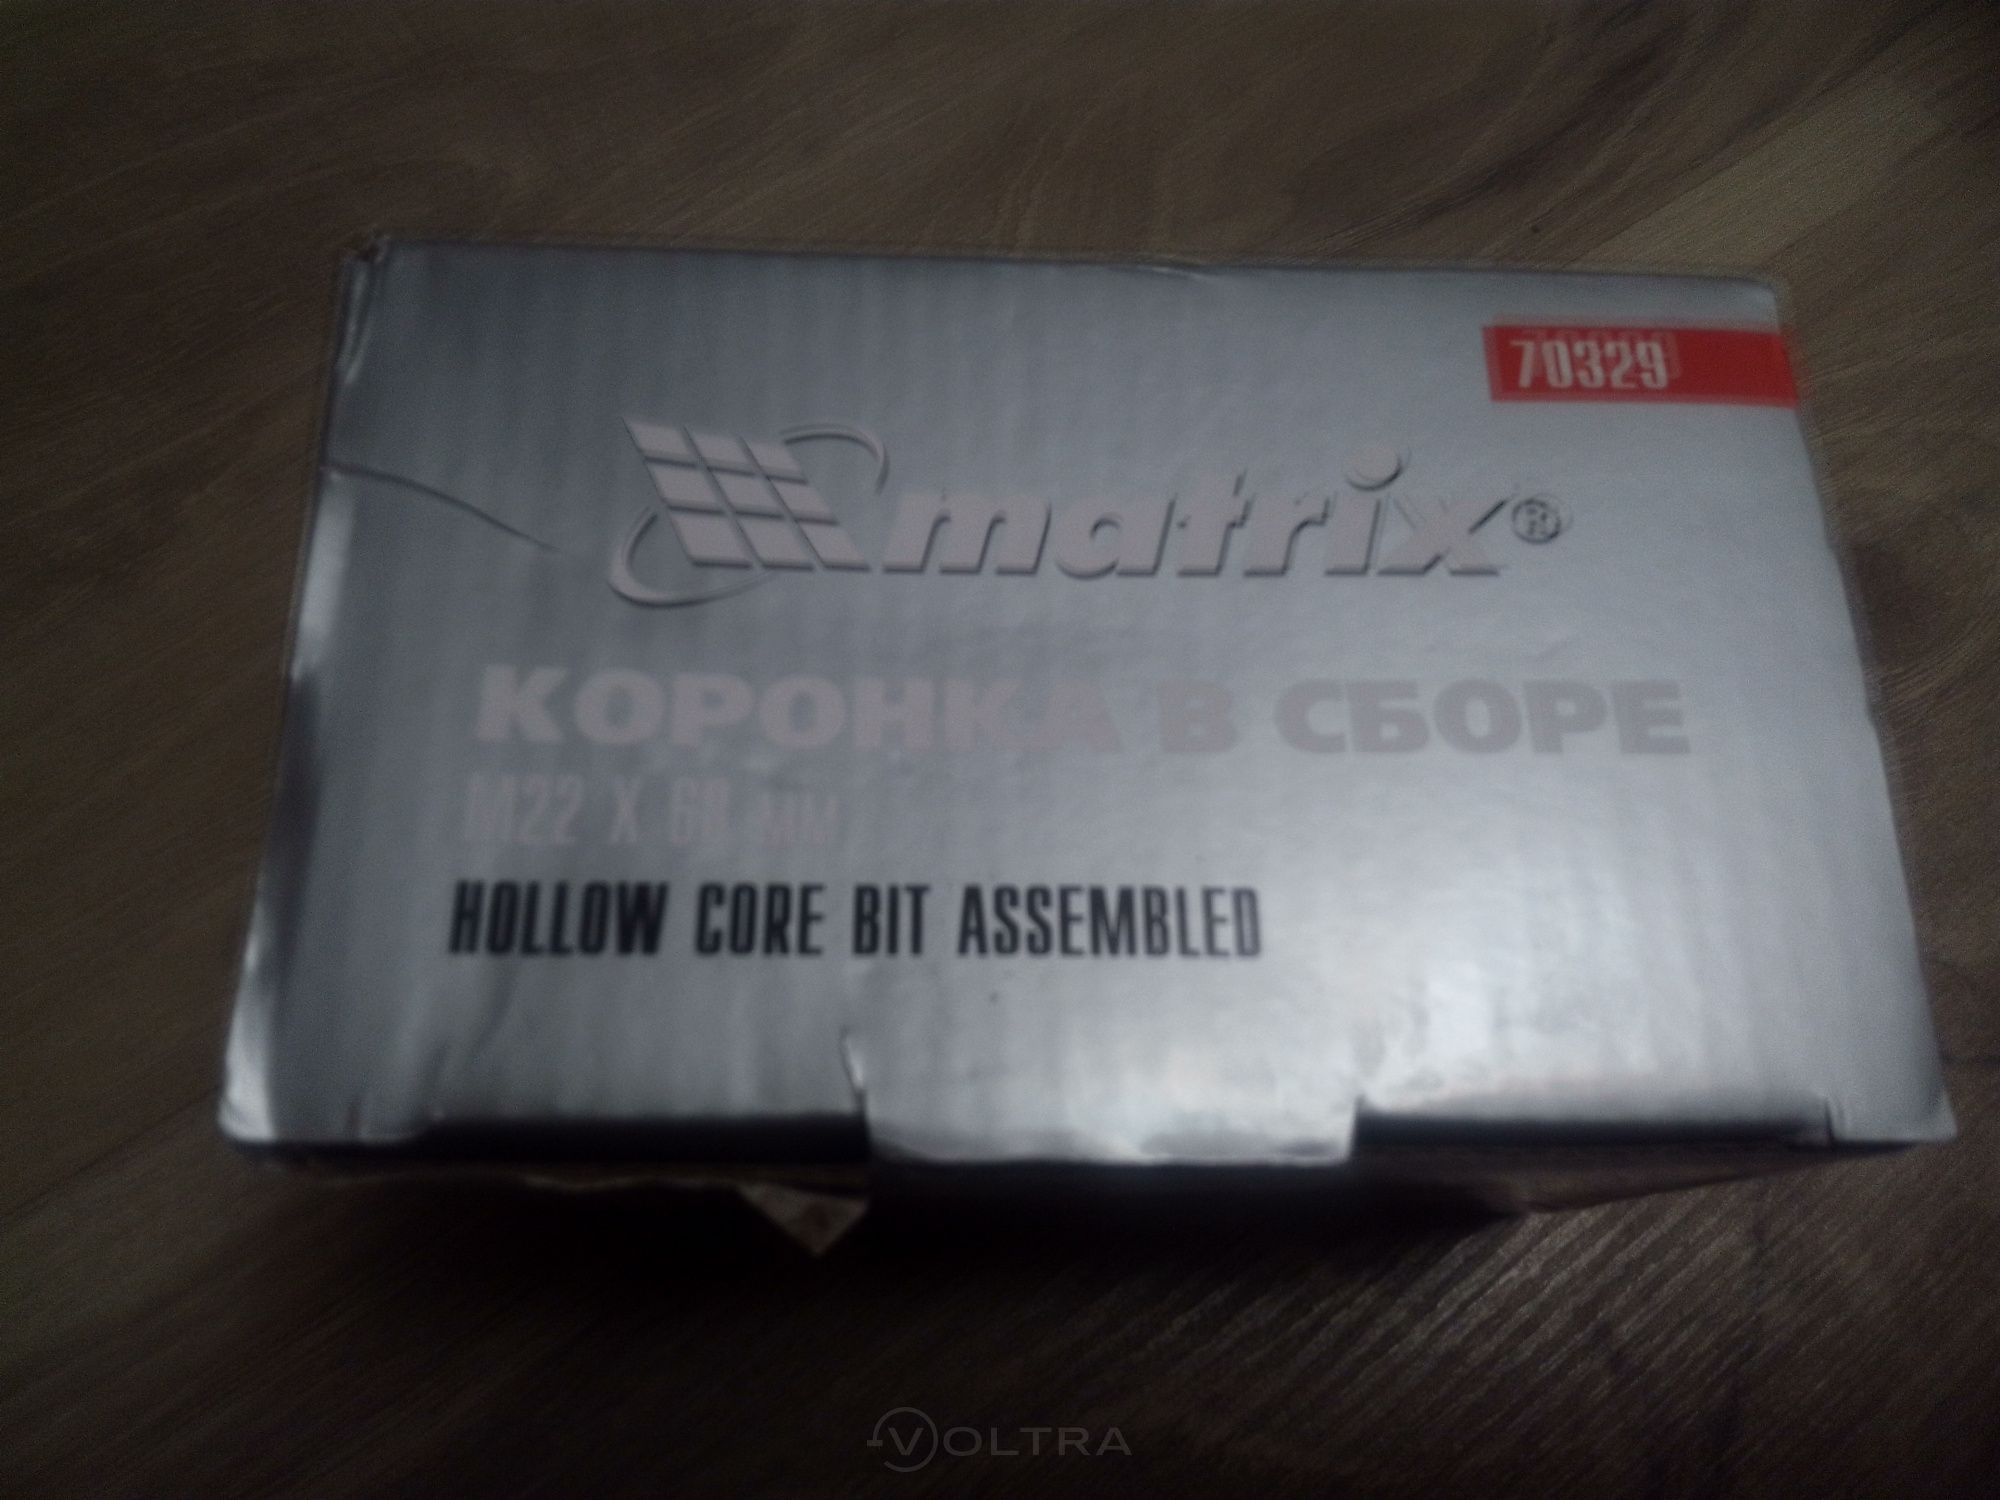 70329
matrix®
КОРОНКА В СБОРЕ
M22 X 68 мм
HOLLOW CORE BIT ASSEMBLED
VOLTRA